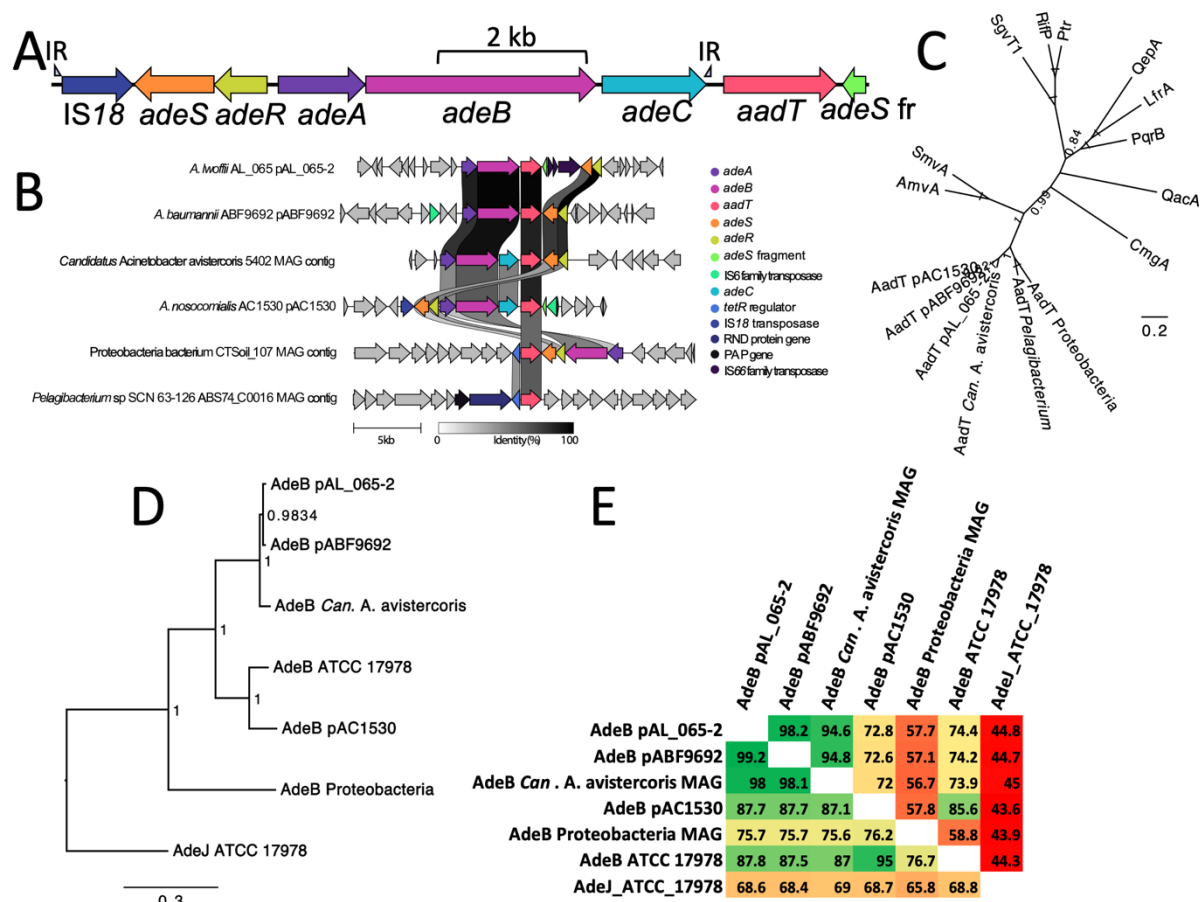 A
IR
2 kb
IR
IS18
adeS
adeR
adeA
adeB
adeC
aadT
adeS fr
B
A. lwoffii AL_065 pAL_065-2
A. baumannii ABF9692 pABF9692
Candidatus Acinetobacter avistercoris 5402 MAG contig
A. nosocomialis AC1530 pAC1530
Proteobacteria bacterium CTSoil_107 MAG contig
Pelagibacterium sp SCN 63-126 ABS74_C0016 MAG contig
5kb
0
Identity(%)
100
adeA
adeB
aadT
adeS
adeR
adeS fragment
IS6 family transposase
adeC
tetR regulator
IS18 transposase
RND protein gene
PAP gene
IS66 family transposase
C
SgvT1
RifP
Ptr
QepA
LfrA
PqrB
QacA
CmgA
SmvA
AmvA
0.84
0.99
1
1
1
AadT pAC1530
AadT pABF9692
AadT pAL_065-2
AadT Can. A. avistercoris
AadT Pelagibacterium
AadT Proteobacteria
0.2
D
AdeB pAL_065-2
0.9834
AdeB pABF9692
1
AdeB Can. A. avistercoris
1
AdeB ATCC 17978
1
AdeB pAC1530
1
AdeB Proteobacteria
AdeJ ATCC 17978
0.3
E
AdeB pAL_065-2
AdeB pABF9692
AdeB Can . A. avistercoris MAG
AdeB pAC1530
AdeB Proteobacteria MAG
AdeB ATCC 17978
AdeJ_ATCC_17978
AdeB pAL_065-2 98.2 94.6 72.8 57.7 74.4 44.8
AdeB pABF9692 99.2 94.8 72.6 57.1 74.2 44.7
AdeB Can . A. avistercoris MAG 98 98.1 72 56.7 73.9 45
AdeB pAC1530 87.7 87.7 87.1 57.8 85.6 43.6
AdeB Proteobacteria MAG 75.7 75.7 75.6 76.2 58.8 43.9
AdeB ATCC 17978 87.8 87.5 87 95 76.7 44.3
AdeJ_ATCC_17978 68.6 68.4 69 68.7 65.8 68.8